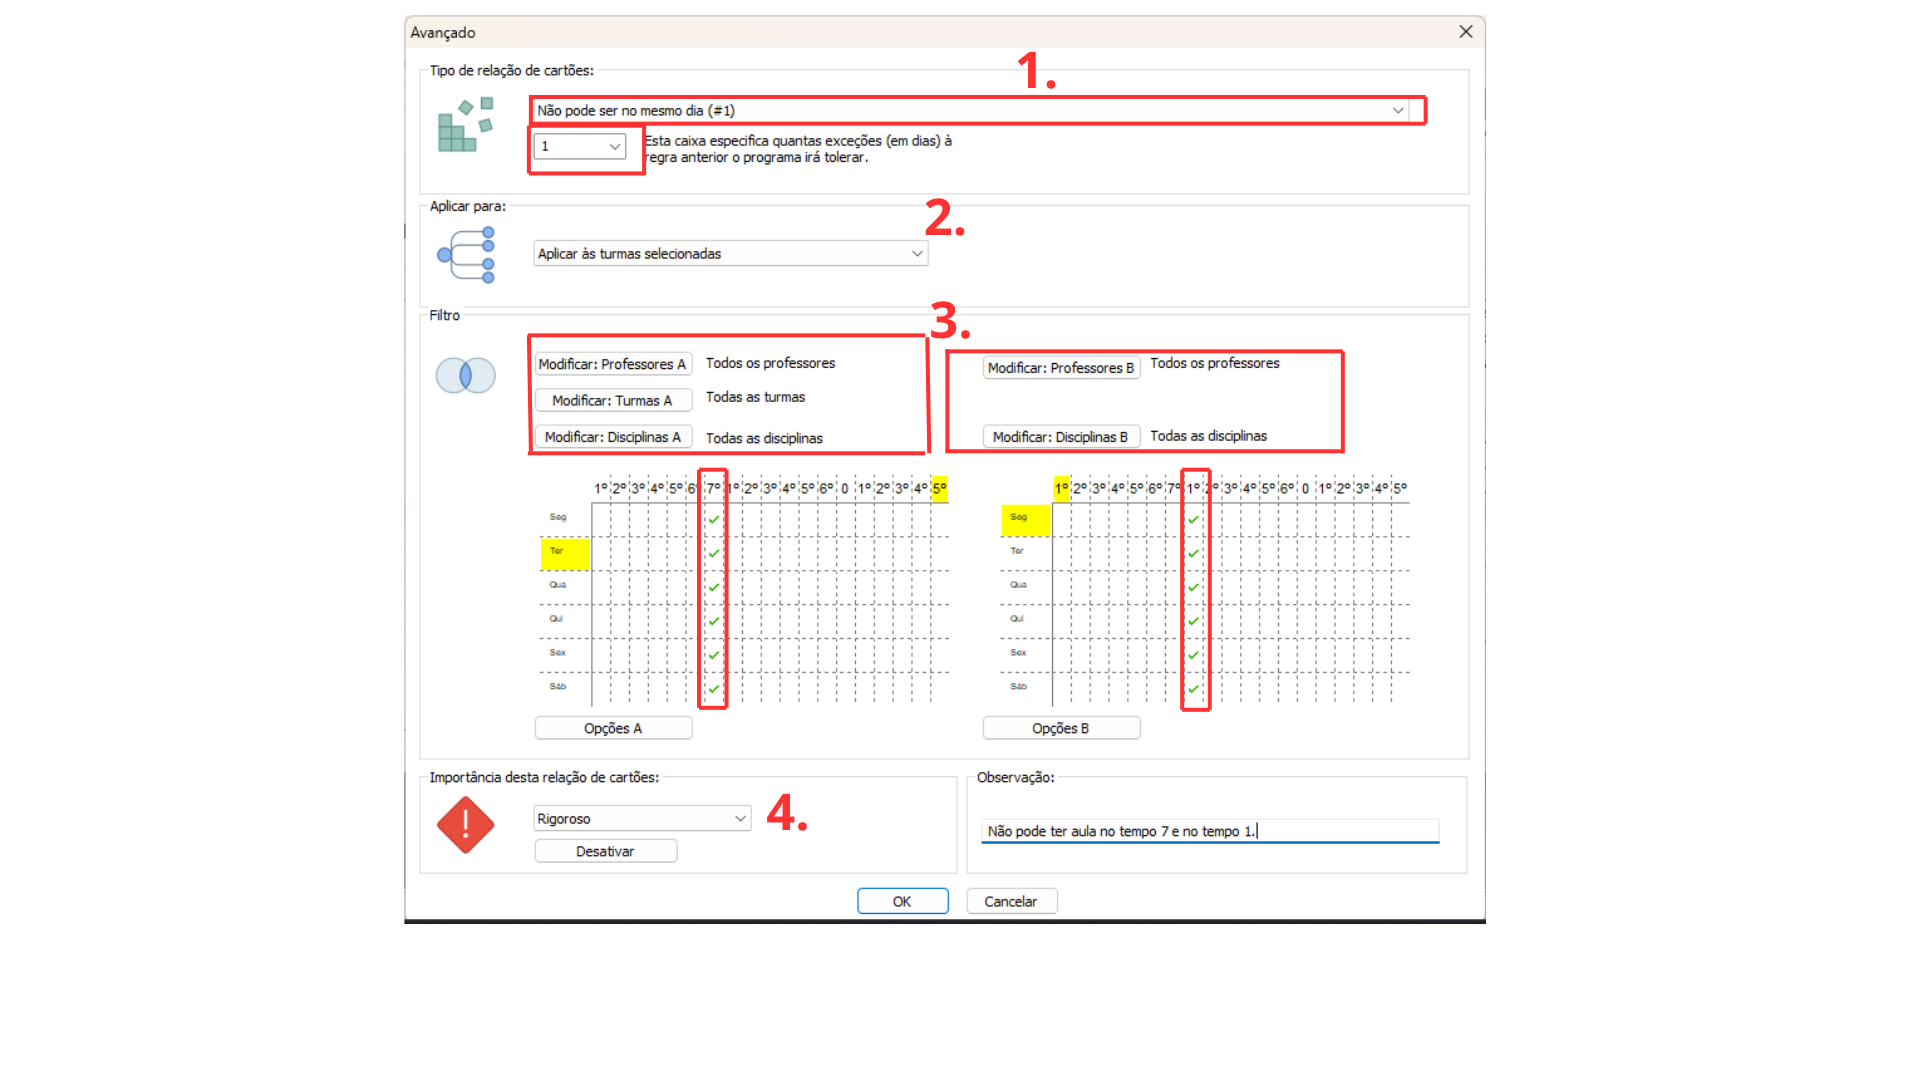 Avançado
Tipo de relação de cartões:
1.
Não pode ser no mesmo dia (#1)
1
Esta caixa especifica quantas exceções (em dias) à
regra anterior o programa irá tolerar.
Aplicar para:
2.
Aplicar às turmas selecionadas
Filtro
3.
Modificar: Professores A Todos os professores
Modificar: Turmas A Todas as turmas
Modificar: Disciplinas A Todas as disciplinas
Modificar: Professores B Todos os professores
Modificar: Disciplinas B Todas as disciplinas
1º 2º 3º 4º 5º 6º 7º 1º 2º 3º 4º 5º 6º 0 1º 2º 3º 4º 5º
Seg
Ter
Qua
Qui
Sex
Sáb
Opções A
1º 2º 3º 4º 5º 6º 7º 1º 2º 3º 4º 5º 6º 0 1º 2º 3º 4º 5º
Seg
Ter
Qua
Qui
Sex
Sáb
Opções B
Importância desta relação de cartões:
Rigoroso
4.
Desativar
Observação:
Não pode ter aula no tempo 7 e no tempo 1.
OK
Cancelar